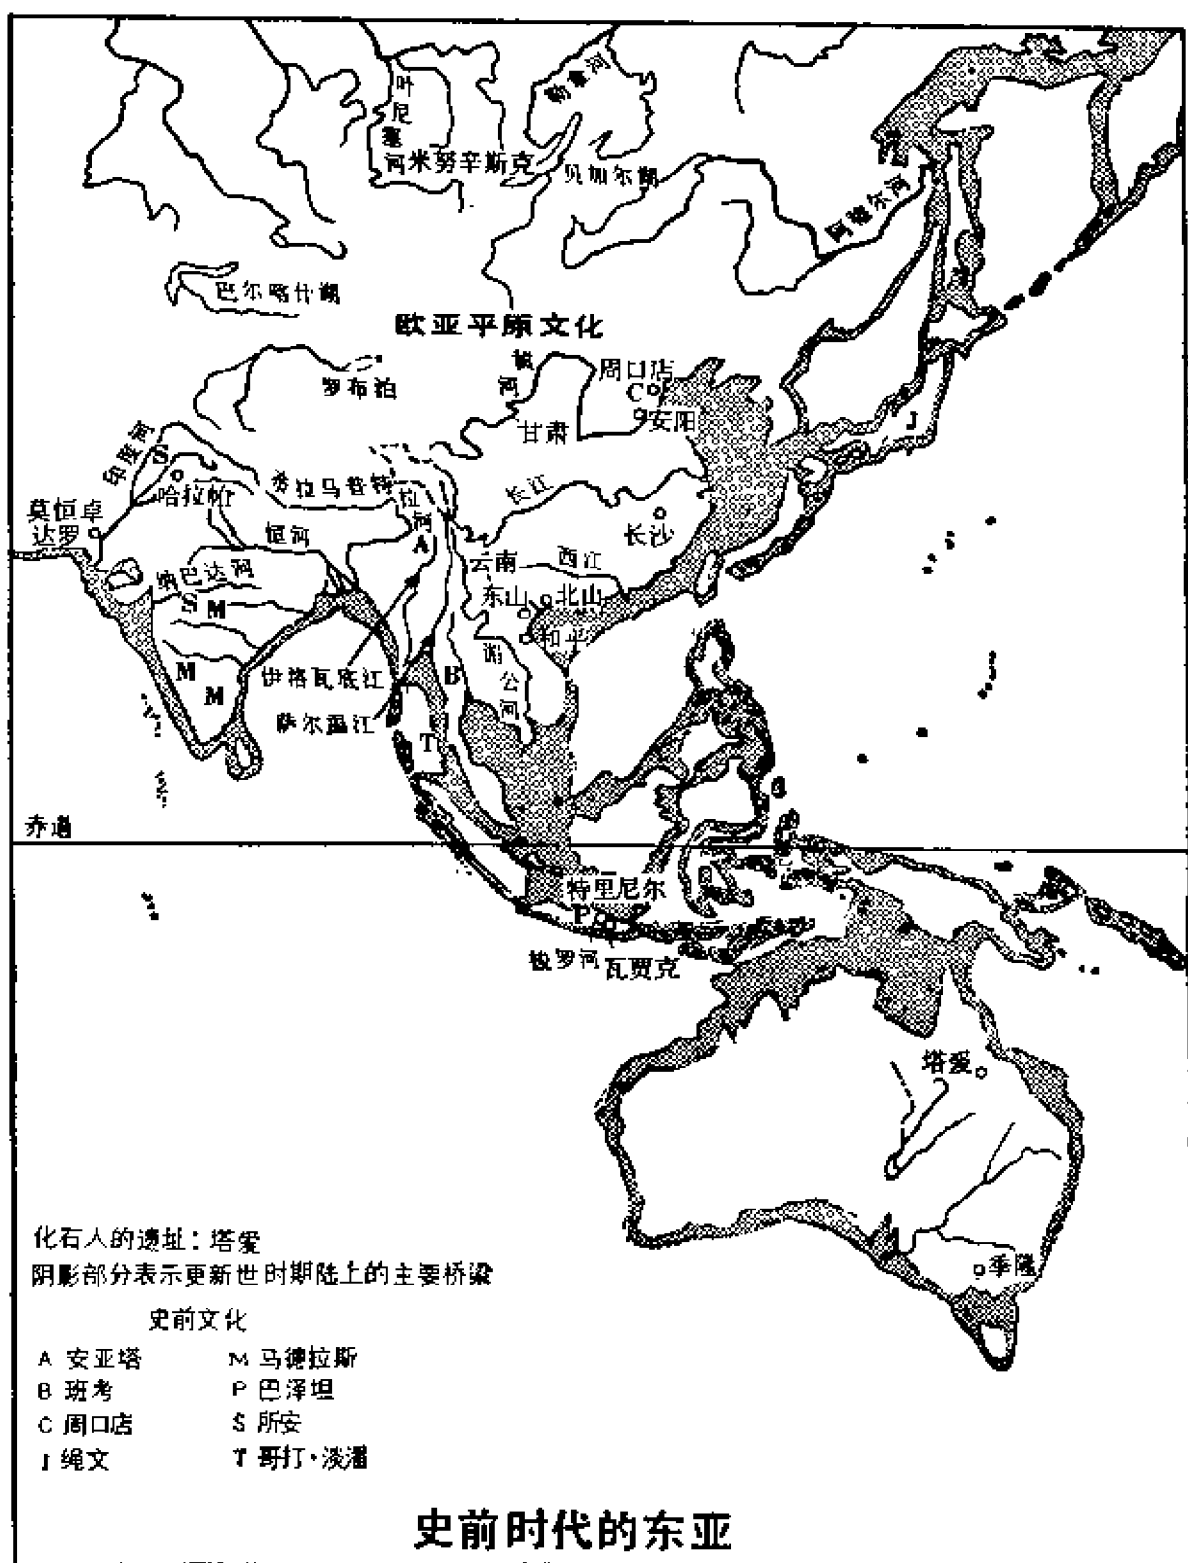 叶尼塞河
米努辛斯克
勒拿河
贝加尔湖
阿穆尔河
巴尔喀什湖
欧亚平原文化
罗布泊
黄河
周口店
C
安阳
甘肃
J
印度河
S
哈拉帕
布拉马普特拉河
长江
长沙
莫恒卓达罗
恒河
A
云南
西江
纳巴达河
S
M
东山
北山
和平
M
M
伊洛瓦底江
B
湄公河
萨尔温江
T
赤道
特里尼尔
P
梭罗河
瓦贾克
塔爱
季隆
化石人的遗址：塔爱
阴影部分表示更新世时期陆上的主要桥梁
史前文化
A 安亚塔
M 马德拉斯
B 班考
P 巴泽坦
C 周口店
S 所安
J 绳文
T 哥打·淡潘
史前时代的东亚